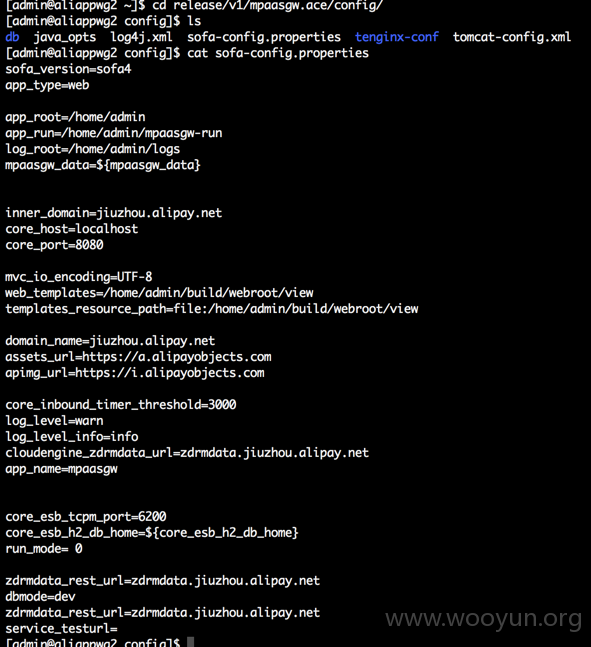 [admin@aliappwg2 ~]$ cd release/v1/mpaasgw.ace/config/
[admin@aliappwg2 config]$ ls
db java_opts log4j.xml sofa-config.properties tenginx-conf tomcat-config.xml
[admin@aliappwg2 config]$ cat sofa-config.properties
sofa_version=sofa4
app_type=web
app_root=/home/admin
app_run=/home/admin/mpaasgw-run
log_root=/home/admin/logs
mpaasgw_data=${mpaasgw_data}
inner_domain=jiuzhou.alipay.net
core_host=localhost
core_port=8080
mvc_io_encoding=UTF-8
web_templates=/home/admin/build/webroot/view
templates_resource_path=file:/home/admin/build/webroot/view
domain_name=jiuzhou.alipay.net
assets_url=https://a.alipayobjects.com
apimg_url=https://i.alipayobjects.com
core_inbound_timer_threshold=3000
log_level=warn
log_level_info=info
cloudengine_zdrmdata_url=zdrmdata.jiuzhou.alipay.net
app_name=mpaasgw
core_esb_tcpm_port=6200
core_esb_h2_db_home=${core_esb_h2_db_home}
run_mode= 0
zdrmdata_rest_url=zdrmdata.jiuzhou.alipay.net
dbmode=dev
zdrmdata_rest_url=zdrmdata.jiuzhou.alipay.net
service_testurl=
[admin@aliappwg2 config]$
www.wooyun.org